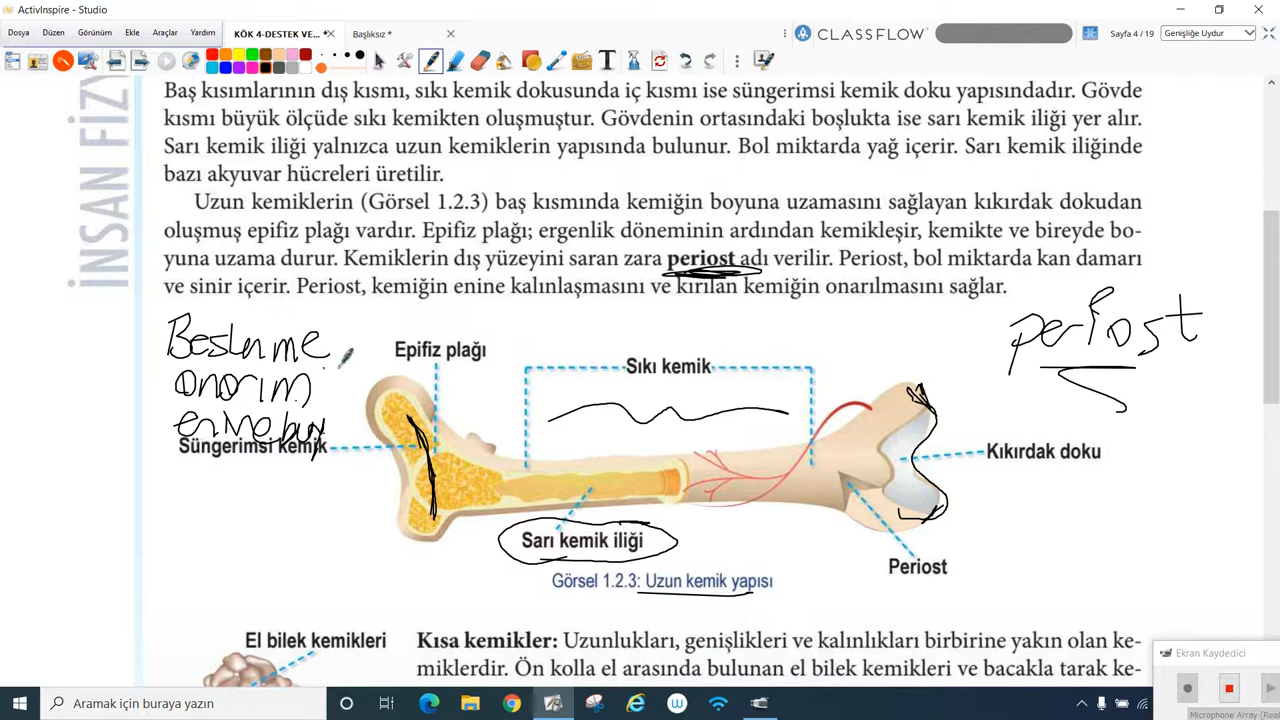 ActivInspire - Studio
Dosya Düzen Görünüm Ekle Araçlar Yardım
KÖK 4-DESTEK VE... *
Başlıksız *
CLASSFLOW
Sayfa 4 / 19
Genişliğe Uydur
İNSAN FİZY
Baş kısımlarının dış kısmı, sıkı kemik dokusunda iç kısmı ise süngerimsi kemik doku yapısındadır. Gövde
kısmı büyük ölçüde sıkı kemikten oluşmuştur. Gövdenin ortasındaki boşlukta ise sarı kemik iliği yer alır.
Sarı kemik iliği yalnızca uzun kemiklerin yapısında bulunur. Bol miktarda yağ içerir. Sarı kemik iliğinde
bazı akyuvar hücreleri üretilir.
Uzun kemiklerin (Görsel 1.2.3) baş kısmında kemiğin boyuna uzamasını sağlayan kıkırdak dokudan
oluşmuş epifiz plağı vardır. Epifiz plağı; ergenlik döneminin ardından kemikleşir, kemikte ve bireyde bo-
yuna uzama durur. Kemiklerin dış yüzeyini saran zara periost adı verilir. Periost, bol miktarda kan damarı
ve sinir içerir. Periost, kemiğin enine kalınlaşmasını ve kırılan kemiğin onarılmasını sağlar.
periost
Beslenme
onarım
enine büy
Epifiz plağı
Sıkı kemik
Süngerimsi kemik
Kıkırdak doku
Sarı kemik iliği
Periost
Görsel 1.2.3: Uzun kemik yapısı
El bilek kemikleri
Kısa kemikler: Uzunlukları, genişlikleri ve kalınlıkları birbirine yakın olan ke-
miklerdir. Ön kolla el arasında bulunan el bilek kemikleri ve bacakla tarak ke-
Ekran Kaydedici
Microphone Array (Real
Aramak için buraya yazın